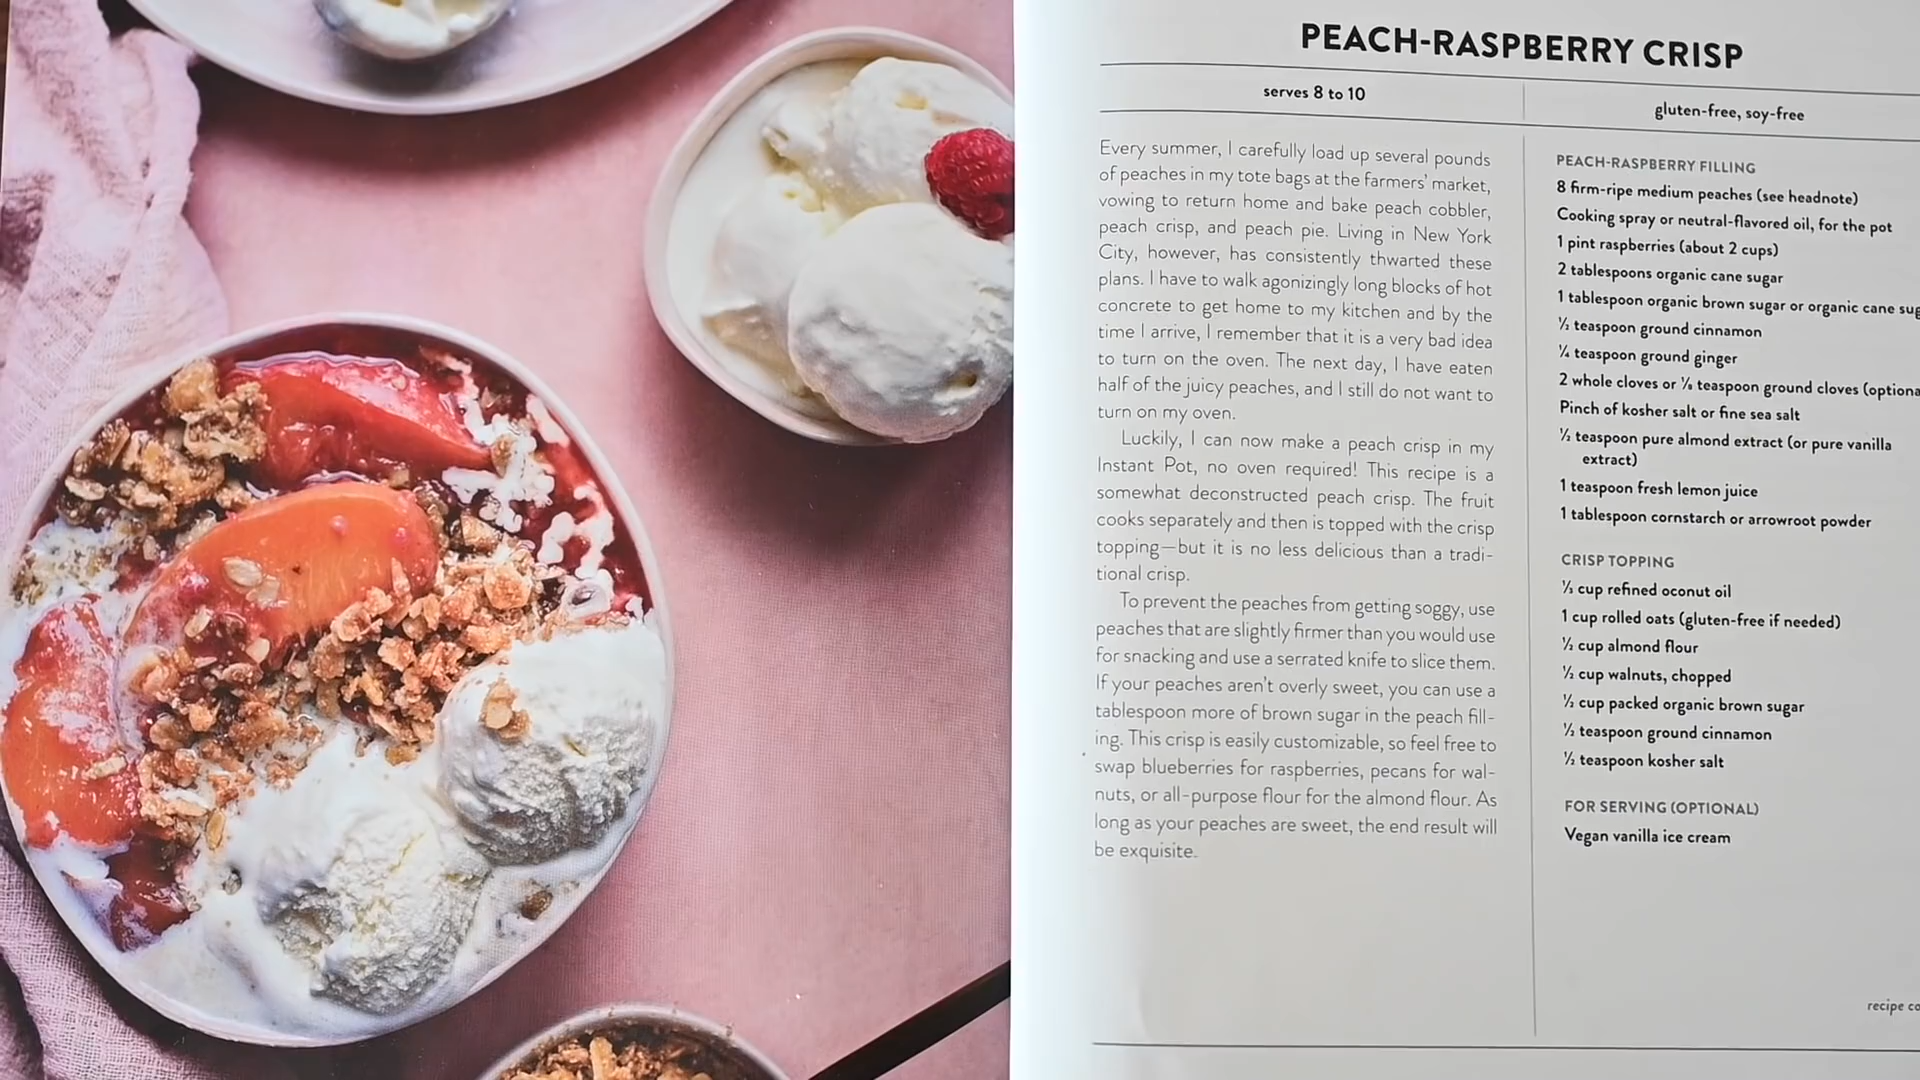 PEACH-RASPBERRY CRISP
serves 8 to 10
gluten-free, soy-free
Every summer, I carefully load up several pounds
of peaches in my tote bags at the farmers' market,
vowing to return home and bake peach cobbler,
peach crisp, and peach pie. Living in New York
City, however, has consistently thwarted these
plans. I have to walk agonizingly long blocks of hot
concrete to get home to my kitchen and by the
time I arrive, I remember that it is a very bad idea
to turn on the oven. The next day, I have eaten
half of the juicy peaches, and I still do not want to
turn on my oven.
Luckily, I can now make a peach crisp in my
Instant Pot, no oven required! This recipe is a
somewhat deconstructed peach crisp. The fruit
cooks separately and then is topped with the crisp
topping—but it is no less delicious than a tradi-
tional crisp.
To prevent the peaches from getting soggy, use
peaches that are slightly firmer than you would use
for snacking and use a serrated knife to slice them.
If your peaches aren't overly sweet, you can use a
tablespoon more of brown sugar in the peach fill-
ing. This crisp is easily customizable, so feel free to
swap blueberries for raspberries, pecans for wal-
nuts, or all-purpose flour for the almond flour. As
long as your peaches are sweet, the end result will
be exquisite.
PEACH-RASPBERRY FILLING
8 firm-ripe medium peaches (see headnote)
Cooking spray or neutral-flavored oil, for the pot
1 pint raspberries (about 2 cups)
2 tablespoons organic cane sugar
1 tablespoon organic brown sugar or organic cane sug
½ teaspoon ground cinnamon
¼ teaspoon ground ginger
2 whole cloves or ⅛ teaspoon ground cloves (optiona
Pinch of kosher salt or fine sea salt
½ teaspoon pure almond extract (or pure vanilla
extract)
1 teaspoon fresh lemon juice
1 tablespoon cornstarch or arrowroot powder
CRISP TOPPING
⅓ cup refined oconut oil
1 cup rolled oats (gluten-free if needed)
½ cup almond flour
½ cup walnuts, chopped
½ cup packed organic brown sugar
½ teaspoon ground cinnamon
½ teaspoon kosher salt
FOR SERVING (OPTIONAL)
Vegan vanilla ice cream
recipe co